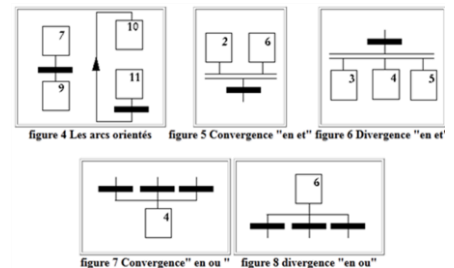 7
9
10
11
figure 4 Les arcs orientés
2
6
figure 5 Convergence "en et"
3
4
5
figure 6 Divergence "en et"
4
figure 7 Convergence" en ou "
6
figure 8 divergence "en ou"